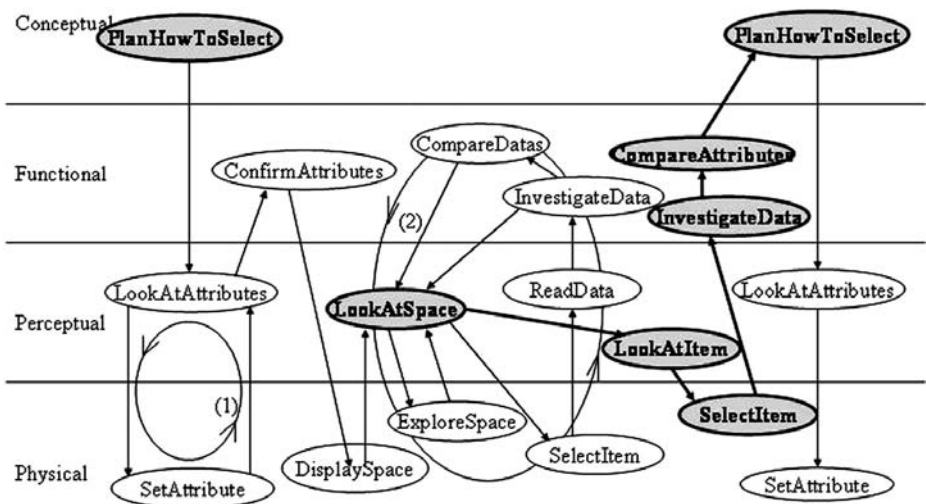 Conceptual
PlanHowToSelect
PlanHowToSelect
Functional
ConfirmAttributes
CompareDatas
CompareAttributes
InvestigateData
InvestigateData
(2)
Perceptual
LookAtAttributes
LookAtSpace
ReadData
LookAtAttributes
LookAtItem
(1)
ExploreSpace
SelectItem
Physical
SetAttribute
DisplaySpace
SelectItem
SetAttribute